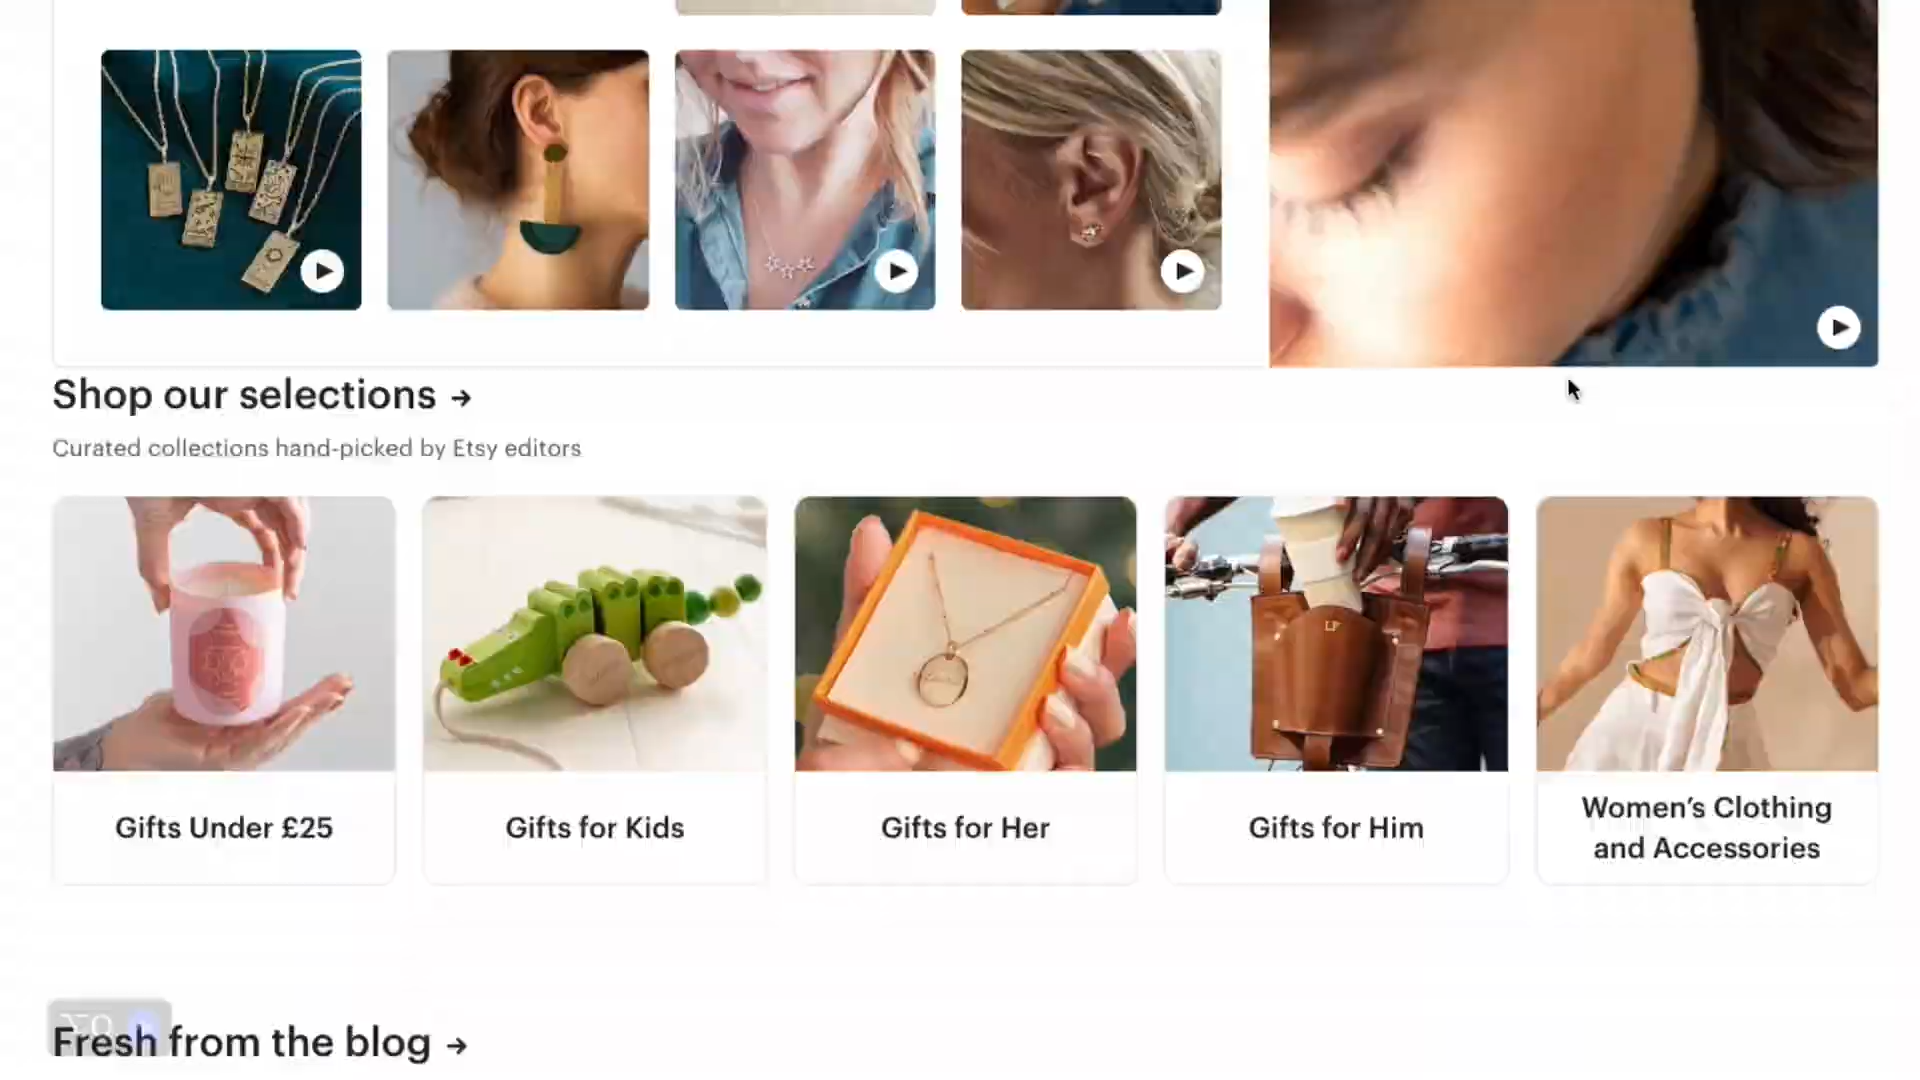 Shop our selections →
Curated collections hand-picked by Etsy editors
LF
Gifts Under £25
Gifts for Kids
Gifts for Her
Gifts for Him
Women's Clothing
and Accessories
Fresh from the blog →